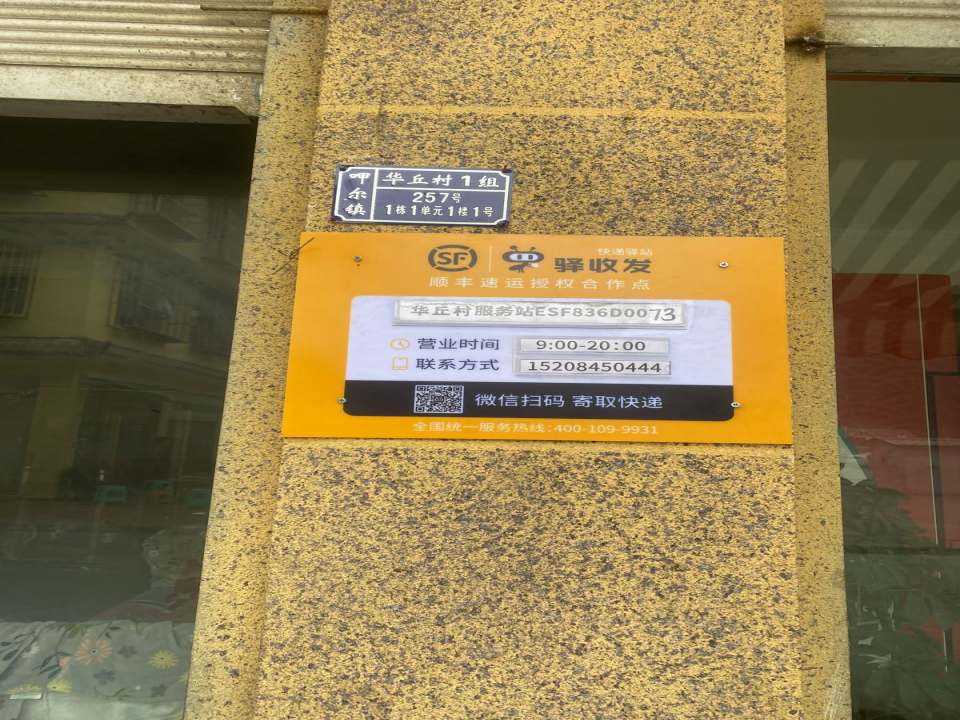 呷尔镇
华丘村1组
257号
1栋1单元1楼1号
SF 驿收发 快递驿站
顺丰速运授权合作点
华丘村服务站ESF836D0073
营业时间 9:00-20:00
联系方式 15208450444
微信扫码 寄取快递
全国统一服务热线:400-109-9931